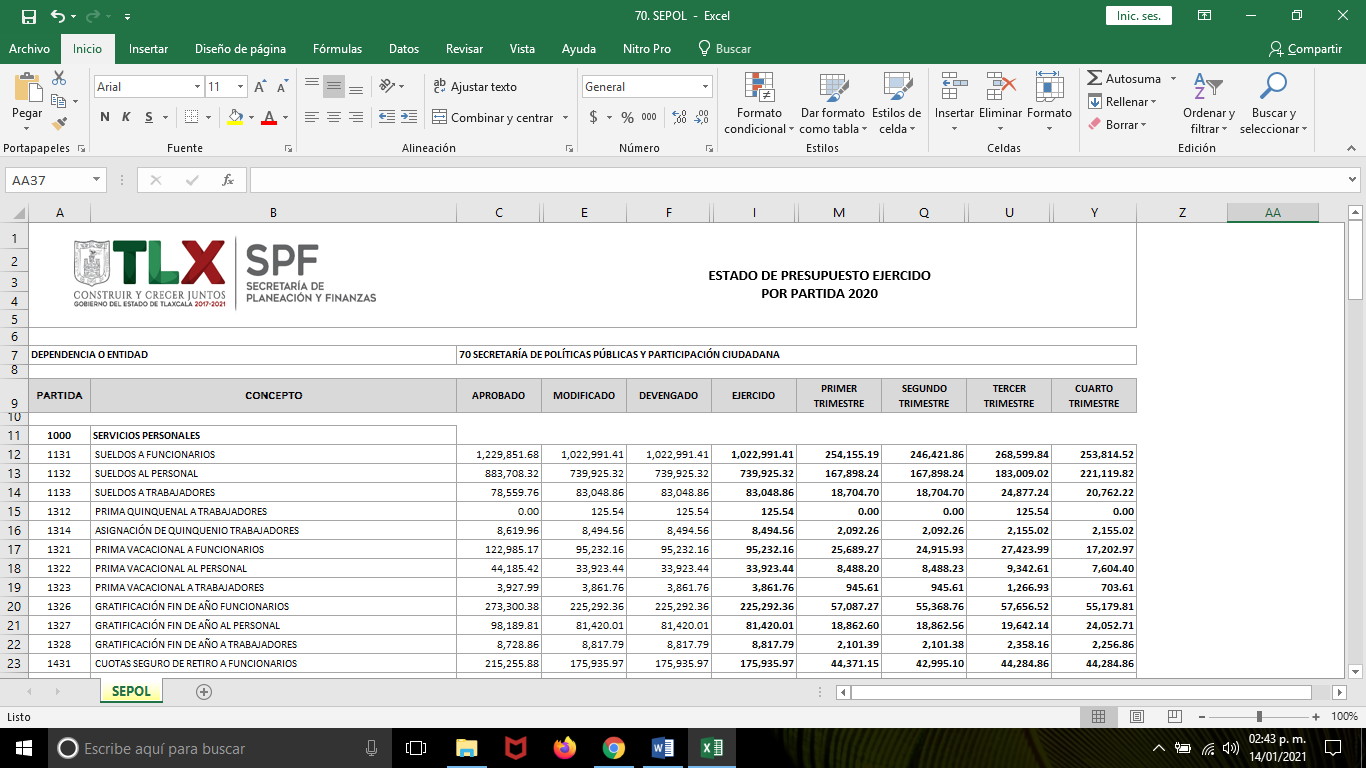 70. SEPOL - Excel
Inic. ses.
Archivo Inicio Insertar Diseño de página Fórmulas Datos Revisar Vista Ayuda Nitro Pro Buscar Compartir
Pegar
Portapapeles
Arial 11
N K S
Fuente
Ajustar texto
Combinar y centrar
Alineación
General
$ % 000
Número
Formato condicional
Dar formato como tabla
Estilos de celda
Estilos
Insertar Eliminar Formato
Celdas
Autosuma
Rellenar
Borrar
Ordenar y filtrar
Buscar y seleccionar
Edición
AA37 fx
A B C E F I M Q U Y Z AA
1
2
3
4
5
TLX
CONSTRUIR Y CRECER JUNTOS
GOBIERNO DEL ESTADO DE TLAXCALA 2017-2021
SPF
SECRETARÍA DE
PLANEACIÓN Y FINANZAS
ESTADO DE PRESUPUESTO EJERCIDO
POR PARTIDA 2020
6
7 DEPENDENCIA O ENTIDAD 70 SECRETARÍA DE POLÍTICAS PÚBLICAS Y PARTICIPACIÓN CIUDADANA
8
9 PARTIDA CONCEPTO APROBADO MODIFICADO DEVENGADO EJERCIDO PRIMER TRIMESTRE SEGUNDO TRIMESTRE TERCER TRIMESTRE CUARTO TRIMESTRE
10
11 1000 SERVICIOS PERSONALES
12 1131 SUELDOS A FUNCIONARIOS 1,229,851.68 1,022,991.41 1,022,991.41 1,022,991.41 254,155.19 246,421.86 268,599.84 253,814.52
13 1132 SUELDOS AL PERSONAL 883,708.32 739,925.32 739,925.32 739,925.32 167,898.24 167,898.24 183,009.02 221,119.82
14 1133 SUELDOS A TRABAJADORES 78,559.76 83,048.86 83,048.86 83,048.86 18,704.70 18,704.70 24,877.24 20,762.22
15 1312 PRIMA QUINQUENAL A TRABAJADORES 0.00 125.54 125.54 125.54 0.00 0.00 125.54 0.00
16 1314 ASIGNACIÓN DE QUINQUENIO TRABAJADORES 8,619.96 8,494.56 8,494.56 8,494.56 2,092.26 2,092.26 2,155.02 2,155.02
17 1321 PRIMA VACACIONAL A FUNCIONARIOS 122,985.17 95,232.16 95,232.16 95,232.16 25,689.27 24,915.93 27,423.99 17,202.97
18 1322 PRIMA VACACIONAL AL PERSONAL 44,185.42 33,923.44 33,923.44 33,923.44 8,488.20 8,488.23 9,342.61 7,604.40
19 1323 PRIMA VACACIONAL A TRABAJADORES 3,927.99 3,861.76 3,861.76 3,861.76 945.61 945.61 1,266.93 703.61
20 1326 GRATIFICACIÓN FIN DE AÑO FUNCIONARIOS 273,300.38 225,292.36 225,292.36 225,292.36 57,087.27 55,368.76 57,656.52 55,179.81
21 1327 GRATIFICACIÓN FIN DE AÑO AL PERSONAL 98,189.81 81,420.01 81,420.01 81,420.01 18,862.60 18,862.56 19,642.14 24,052.71
22 1328 GRATIFICACIÓN FIN DE AÑO A TRABAJADORES 8,728.86 8,817.79 8,817.79 8,817.79 2,101.39 2,101.38 2,358.16 2,256.86
23 1431 CUOTAS SEGURO DE RETIRO A FUNCIONARIOS 215,255.88 175,935.97 175,935.97 175,935.97 44,371.15 42,995.10 44,284.86 44,284.86
SEPOL
Listo 100%
Escribe aquí para buscar
02:43 p. m.
14/01/2021